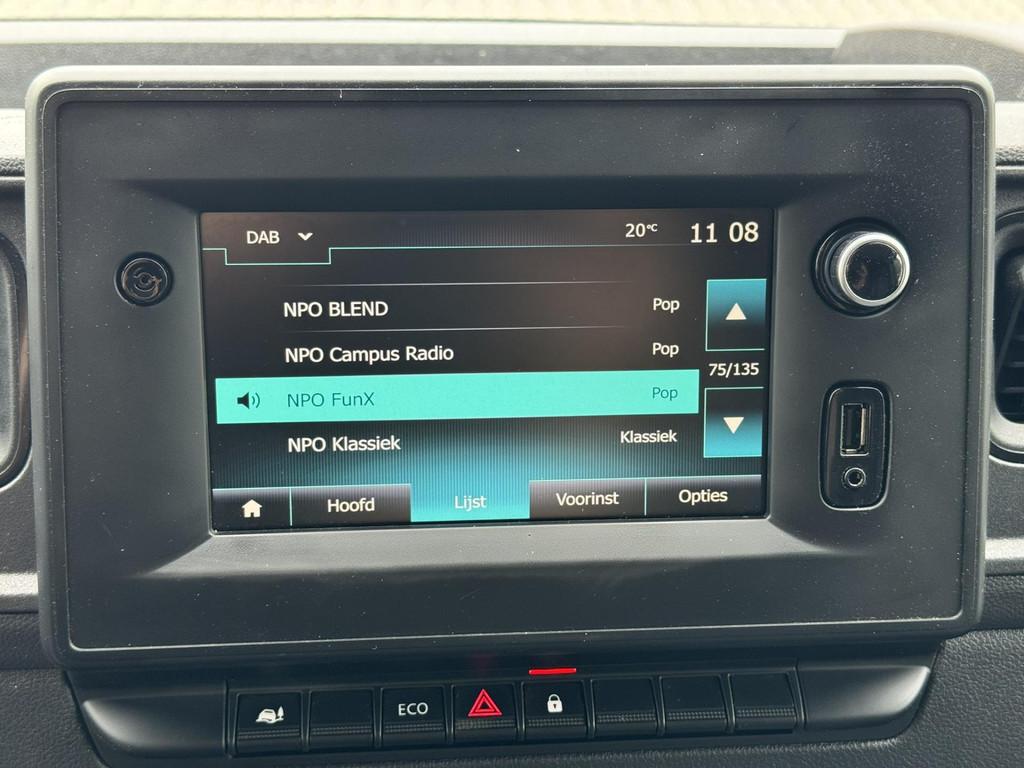 DAB 20°C 11 08
NPO BLEND Pop
NPO Campus Radio Pop
75/135
NPO FunX Pop
NPO Klassiek Klassiek
Hoofd Lijst Voorinst Opties
ECO